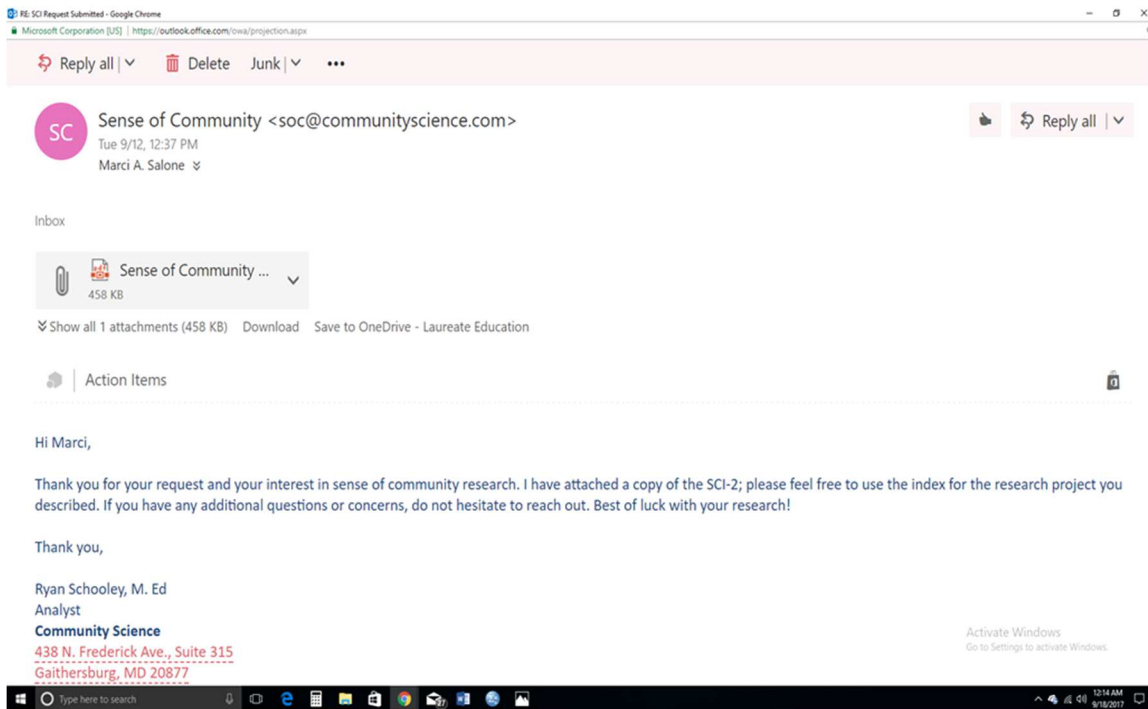 RE: SCI Request Submitted - Google Chrome
Microsoft Corporation [US] | https://outlook.office.com/owa/projection.aspx
Reply all | Delete Junk | •••
SC
Sense of Community <soc@communityscience.com>
Reply all |
Tue 9/12, 12:37 PM
Marci A. Salone
Inbox
Sense of Community ...
458 KB
Show all 1 attachments (458 KB) Download Save to OneDrive - Laureate Education
Action Items
Hi Marci,
Thank you for your request and your interest in sense of community research. I have attached a copy of the SCI-2; please feel free to use the index for the research project you
described. If you have any additional questions or concerns, do not hesitate to reach out. Best of luck with your research!
Thank you,
Ryan Schooley, M. Ed
Analyst
Community Science
438 N. Frederick Ave., Suite 315
Gaithersburg, MD 20877
Activate Windows
Go to Settings to activate Windows.
Type here to search
12:14 AM
9/18/2017